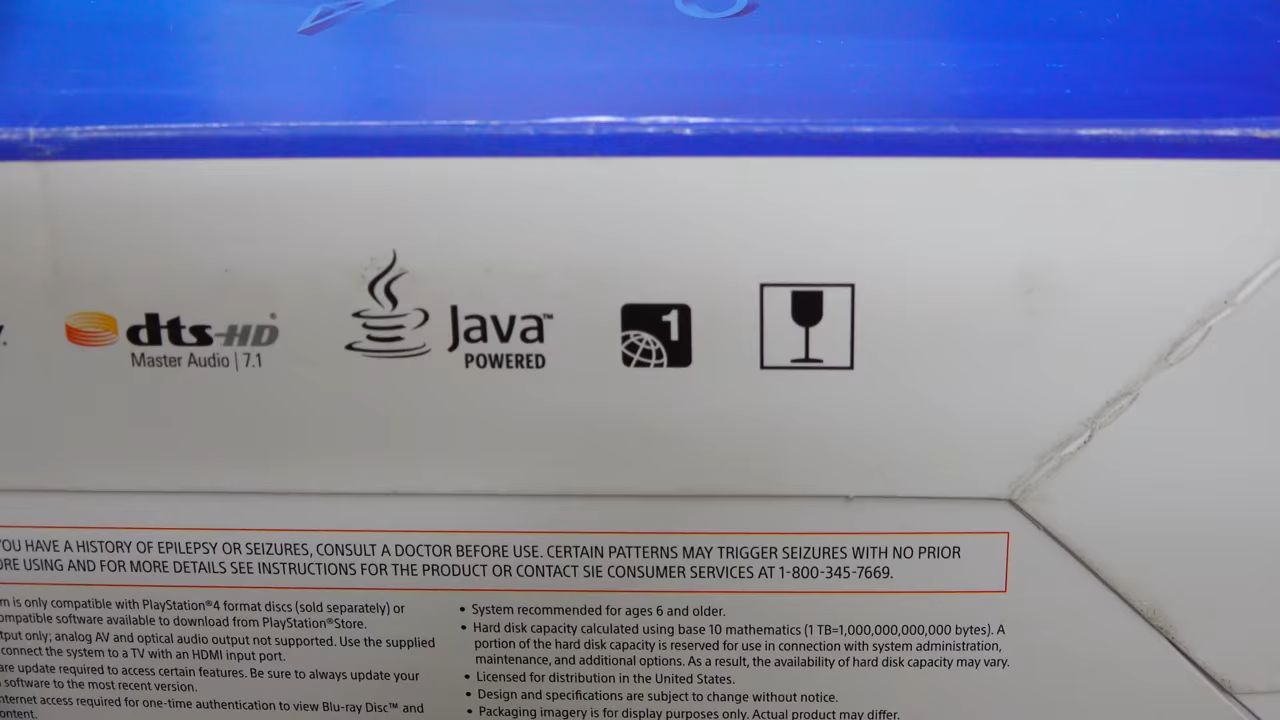 dts-HD
Master Audio | 7.1
Java™
POWERED
1
YOU HAVE A HISTORY OF EPILEPSY OR SEIZURES, CONSULT A DOCTOR BEFORE USE. CERTAIN PATTERNS MAY TRIGGER SEIZURES WITH NO PRIOR
USING AND FOR MORE DETAILS SEE INSTRUCTIONS FOR THE PRODUCT OR CONTACT SIE CONSUMER SERVICES AT 1-800-345-7669.
is only compatible with PlayStation®4 format discs (sold separately) or
software available to download from PlayStation®Store.
only; analog AV and optical audio output not supported. Use the supplied
connect the system to a TV with an HDMI input port.
update required to access certain features. Be sure to always update your
software to the most recent version.
access required for one-time authentication to view Blu-ray Disc™ and
• System recommended for ages 6 and older.
• Hard disk capacity calculated using base 10 mathematics (1 TB=1,000,000,000,000 bytes). A
portion of the hard disk capacity is reserved for use in connection with system administration,
maintenance, and additional options. As a result, the availability of hard disk capacity may vary.
• Licensed for distribution in the United States.
• Design and specifications are subject to change without notice.
• Packaging imagery is for display purposes only. Actual product may differ.